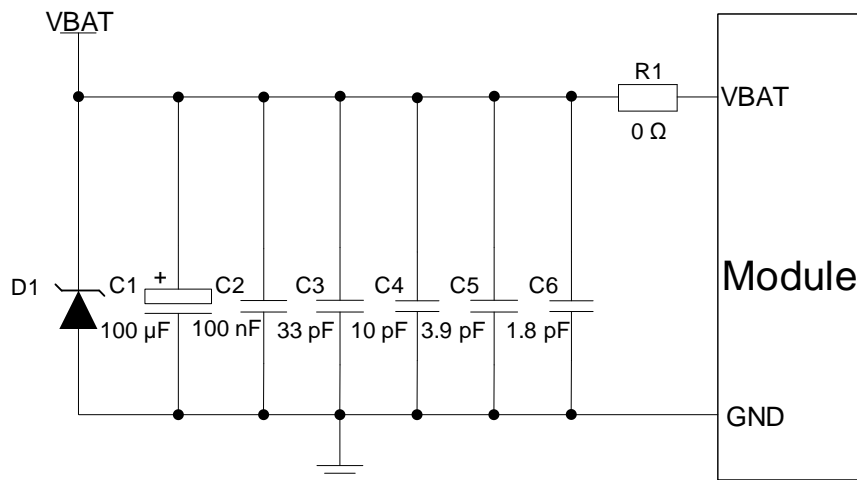 VBAT
R1
VBAT
0 Ω
D1
C1
+
C2
C3
C4
C5
C6
Module
100 µF
100 nF
33 pF
10 pF
3.9 pF
1.8 pF
GND